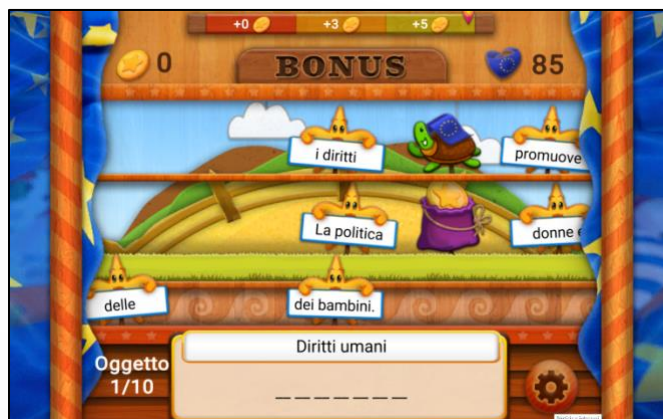 +0 +3 +5
0 BONUS 85
i diritti
promuove
La politica
donne e
delle
dei bambini.
Diritti umani
Oggetto
1/10
_ _ _ _ _ _ _